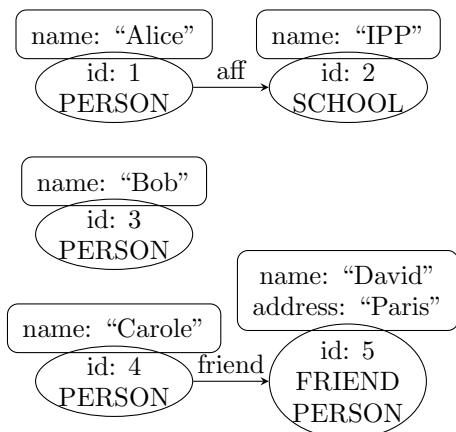 name: “Alice”
id: 1
PERSON
aff
name: “IPP”
id: 2
SCHOOL
name: “Bob”
id: 3
PERSON
name: “Carole”
id: 4
PERSON
friend
name: “David”
address: “Paris”
id: 5
FRIEND
PERSON